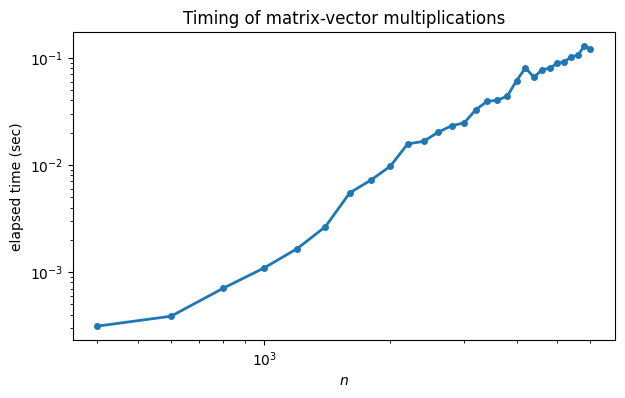 Timing of matrix-vector multiplications
10⁻¹
10⁻²
10⁻³
elapsed time (sec)
10³
n